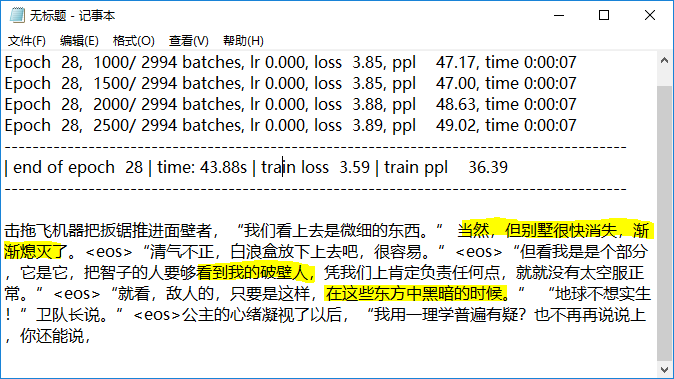 无标题 - 记事本
文件(F) 编辑(E) 格式(O) 查看(V) 帮助(H)
Epoch 28, 1000/ 2994 batches, lr 0.000, loss 3.85, ppl 47.17, time 0:00:07
Epoch 28, 1500/ 2994 batches, lr 0.000, loss 3.85, ppl 47.00, time 0:00:07
Epoch 28, 2000/ 2994 batches, lr 0.000, loss 3.88, ppl 48.63, time 0:00:07
Epoch 28, 2500/ 2994 batches, lr 0.000, loss 3.89, ppl 49.02, time 0:00:07
-----------------------------------------------------------------------------------------
| end of epoch 28 | time: 43.88s | train loss 3.59 | train ppl 36.39
-----------------------------------------------------------------------------------------
击拖飞机器把扳锯推进面壁者，“我们看上去是微细的东西。” 当然，但别墅很快消失，渐
渐熄灭了。<eos>“清气不正，白浪盒放下上去吧，很容易。”<eos>“但看我是是个部分
，它是它，把智子的人要够看到我的破壁人，凭我们上肯定负责任何点，就就没有太空服正
常。”<eos>“就看，敌人的，只要是这样，在这些东方中黑暗的时候。” “地球不想实生
！”卫队长说。”<eos>公主的心绪凝视了以后，“我用一理学普遍有疑？也不再再说说上
，你还能说，